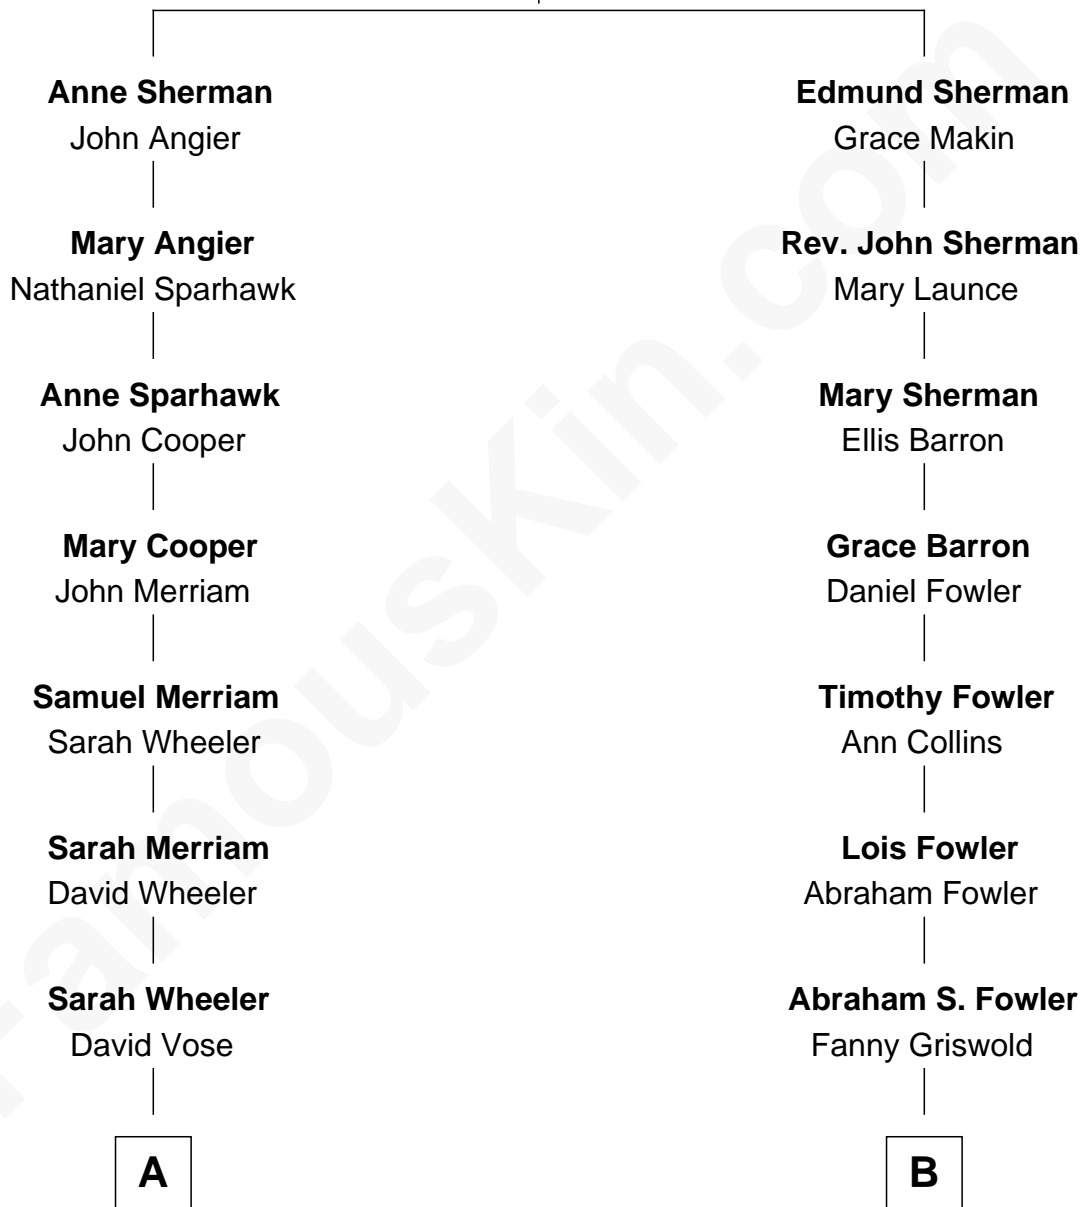 Anne Sherman
John Angier
Mary Angier
Nathaniel Sparhawk
Anne Sparhawk
John Cooper
Mary Cooper
John Merriam
Samuel Merriam
Sarah Wheeler
Sarah Merriam
David Wheeler
Sarah Wheeler
David Vose
A
Edmund Sherman
Grace Makin
Rev. John Sherman
Mary Launce
Mary Sherman
Ellis Barron
Grace Barron
Daniel Fowler
Timothy Fowler
Ann Collins
Lois Fowler
Abraham Fowler
Abraham S. Fowler
Fanny Griswold
B
FamousKin.com